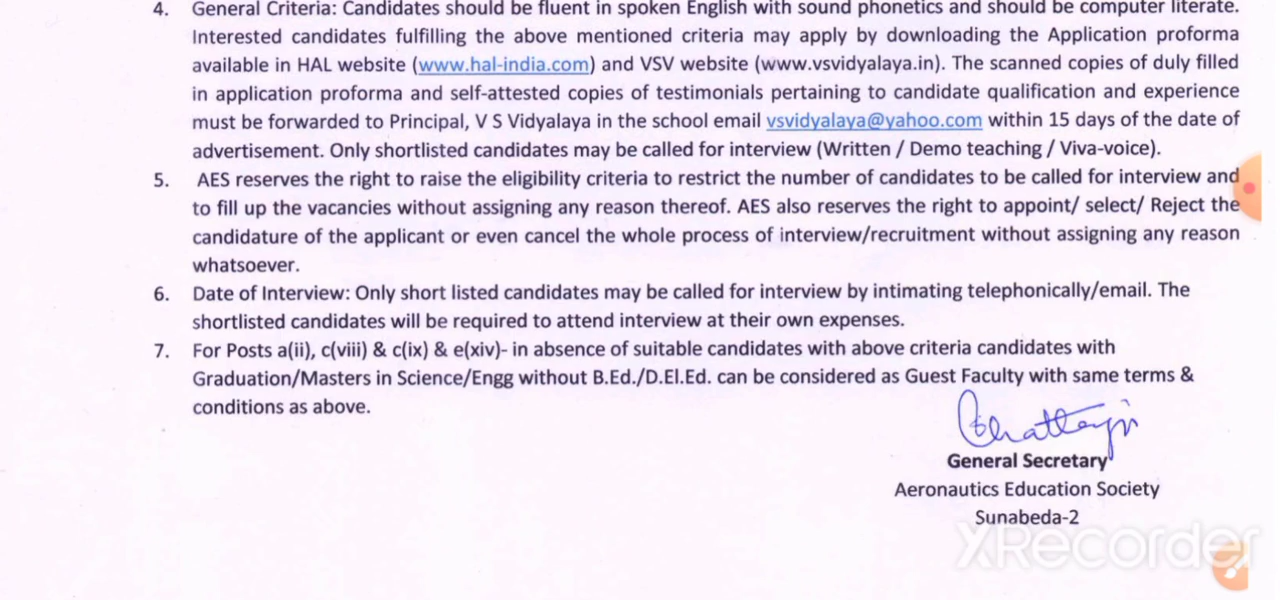 4. General Criteria: Candidates should be fluent in spoken English with sound phonetics and should be computer literate.
Interested candidates fulfilling the above mentioned criteria may apply by downloading the Application proforma
available in HAL website (www.hal-india.com) and VSV website (www.vsvidyalaya.in). The scanned copies of duly filled
in application proforma and self-attested copies of testimonials pertaining to candidate qualification and experience
must be forwarded to Principal, V S Vidyalaya in the school email vsvidyalaya@yahoo.com within 15 days of the date of
advertisement. Only shortlisted candidates may be called for interview (Written / Demo teaching / Viva-voice).
5. AES reserves the right to raise the eligibility criteria to restrict the number of candidates to be called for interview and
to fill up the vacancies without assigning any reason thereof. AES also reserves the right to appoint/ select/ Reject the
candidature of the applicant or even cancel the whole process of interview/recruitment without assigning any reason
whatsoever.
6. Date of Interview: Only short listed candidates may be called for interview by intimating telephonically/email. The
shortlisted candidates will be required to attend interview at their own expenses.
7. For Posts a(ii), c(viii) & c(ix) & e(xiv)- in absence of suitable candidates with above criteria candidates with
Graduation/Masters in Science/Engg without B.Ed./D.El.Ed. can be considered as Guest Faculty with same terms &
conditions as above.
General Secretary
Aeronautics Education Society
Sunabeda-2
XRecorder